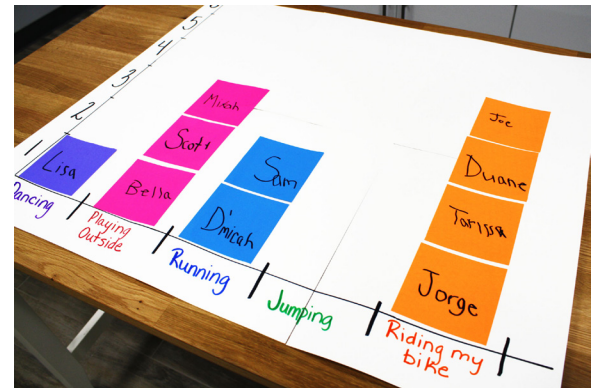 5
4
3
2
1
Lisa
Micah
Scott
Bella
Sam
D'micah
Joe
Duane
Tarissa
Jorge
Dancing
Playing
Outside
Running
Jumping
Riding my
bike